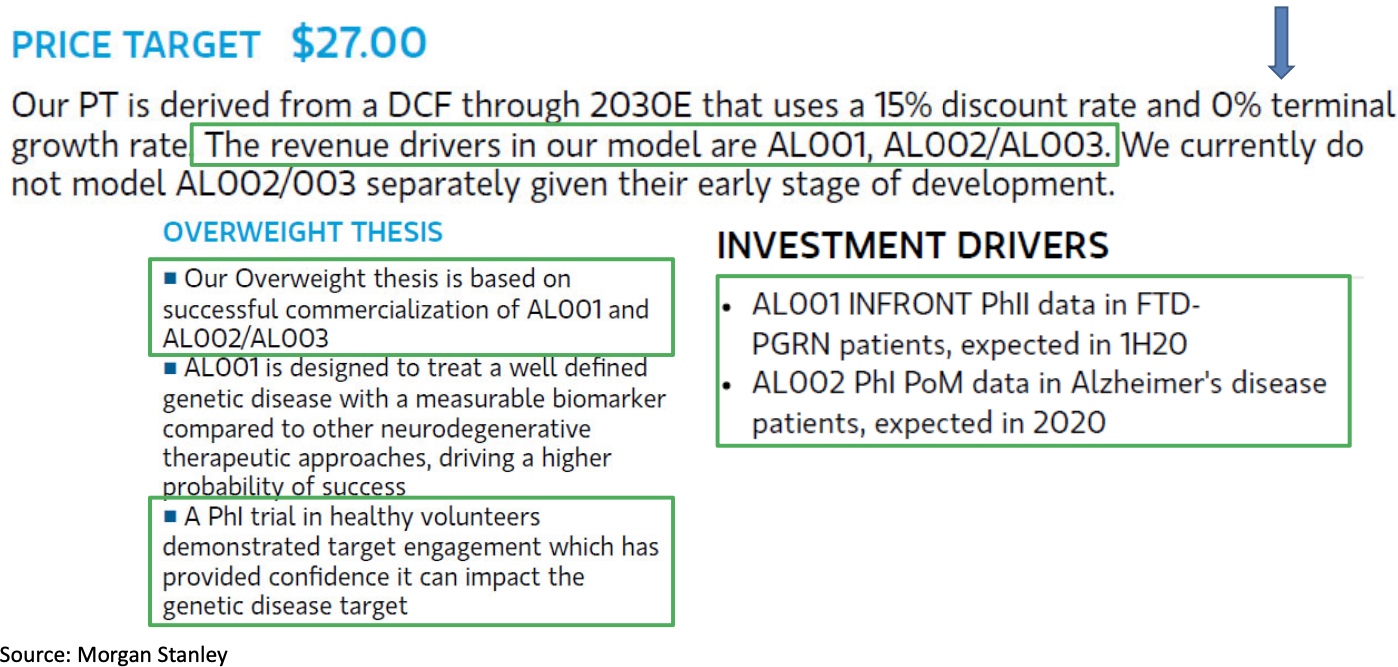 PRICE TARGET $27.00
Our PT is derived from a DCF through 2030E that uses a 15% discount rate and 0% terminal
growth rate. The revenue drivers in our model are AL001, AL002/AL003. We currently do
not model AL002/003 separately given their early stage of development.
OVERWEIGHT THESIS
■ Our Overweight thesis is based on
successful commercialization of AL001 and
AL002/AL003
■ AL001 is designed to treat a well defined
genetic disease with a measurable biomarker
compared to other neurodegenerative
therapeutic approaches, driving a higher
probability of success
■ A PhI trial in healthy volunteers
demonstrated target engagement which has
provided confidence it can impact the
genetic disease target
INVESTMENT DRIVERS
• AL001 INFRONT PhII data in FTD-
PGRN patients, expected in 1H20
• AL002 PhI PoM data in Alzheimer's disease
patients, expected in 2020
Source: Morgan Stanley